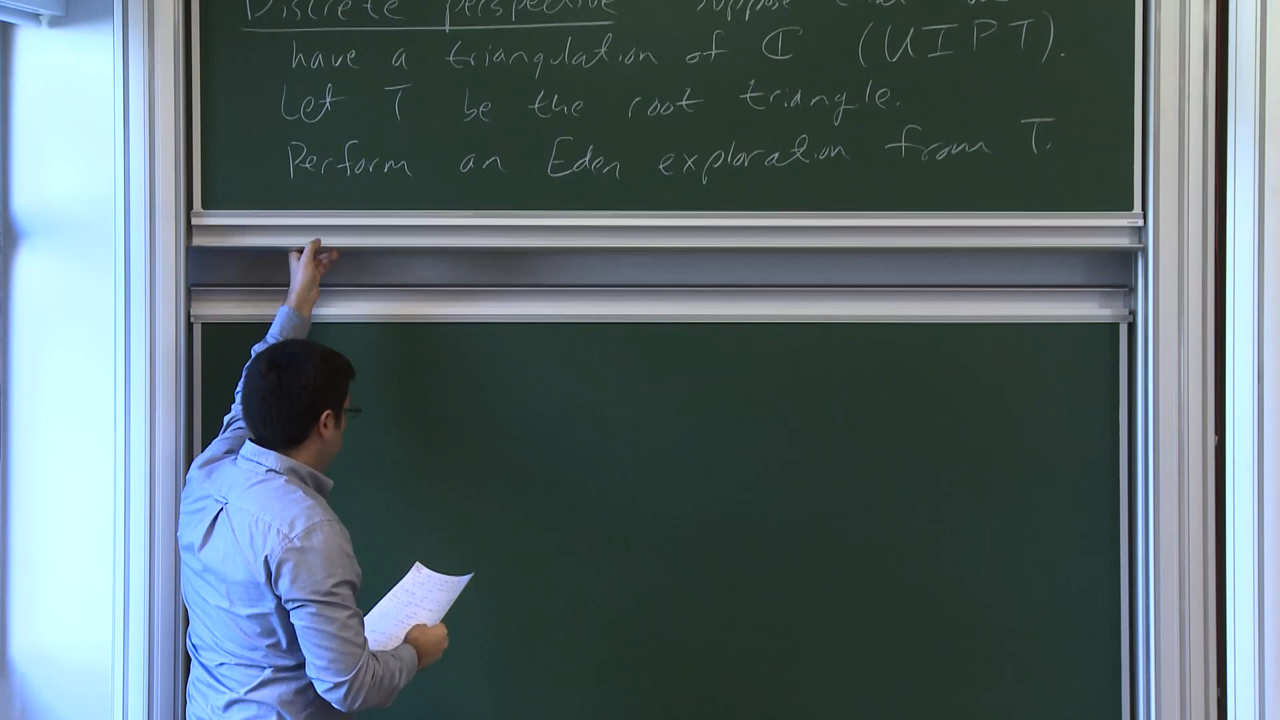 Discrete perspective Suppose that we
have a triangulation of ℂ (UIPT).
Let T be the root triangle.
Perform an Eden exploration from T.